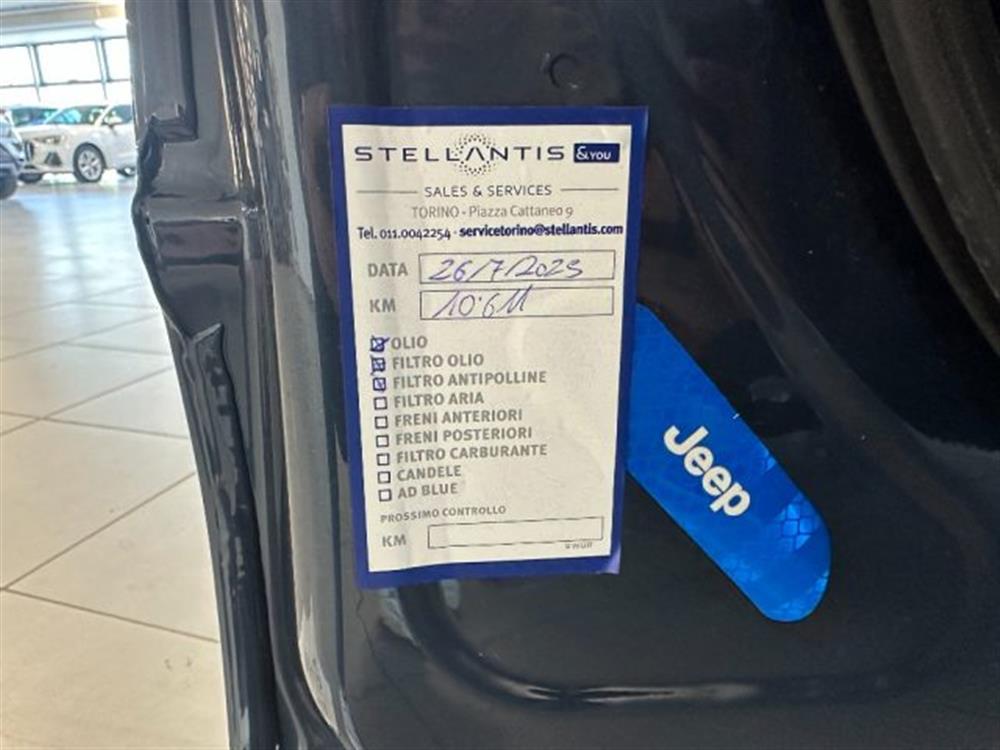 STELLANTIS &YOU
SALES & SERVICES
TORINO - Piazza Cattaneo 9
Tel. 011.0042254 - servicetorino@stellantis.com
DATA 26/7/2023
KM 10.611
OLIO
FILTRO OLIO
FILTRO ANTIPOLLINE
FILTRO ARIA
FRENI ANTERIORI
FRENI POSTERIORI
FILTRO CARBURANTE
CANDELE
AD BLUE
PROSSIMO CONTROLLO
KM
Jeep